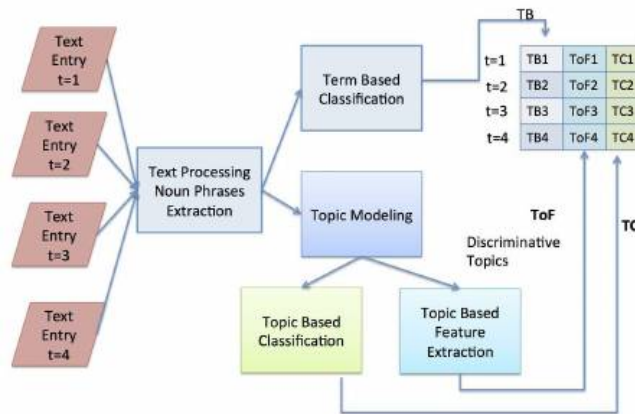 TB
Text
Entry
t=1
Text
Entry
t=2
Text
Entry
t=3
Text
Entry
t=4
Text Processing
Noun Phrases
Extraction
Term Based
Classification
Topic Modeling
Topic Based
Classification
Topic Based
Feature
Extraction
t=1 TB1 ToF1 TC1
t=2 TB2 ToF2 TC2
t=3 TB3 ToF3 TC3
t=4 TB4 ToF4 TC4
ToF
Discriminative
Topics